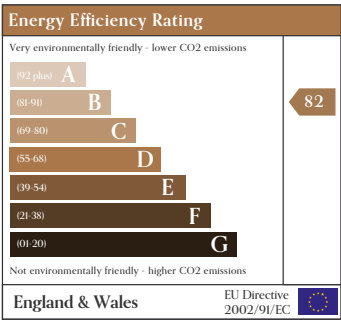 Energy Efficiency Rating
Very environmentally friendly - lower CO2 emissions
(92 plus) A
(81-91) B
82
(69-80) C
(55-68) D
(39-54) E
(21-38) F
(01-20) G
Not environmentally friendly - higher CO2 emissions
England & Wales
EU Directive
2002/91/EC